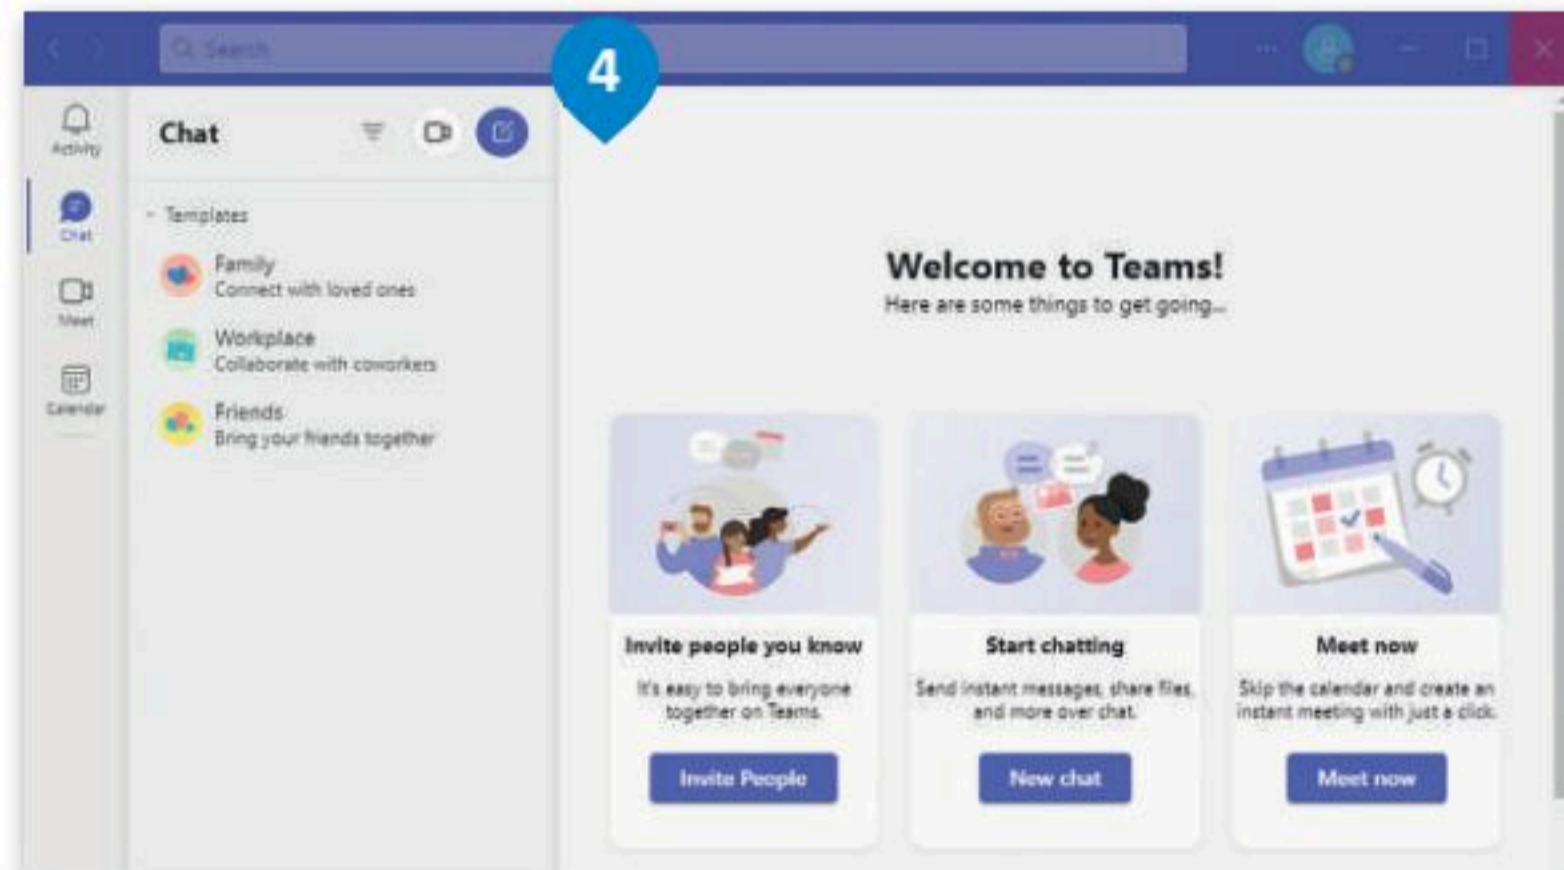 Search
4
Activity
Chat
Meet
Calendar
Chat
Templates
Family
Connect with loved ones
Workplace
Collaborate with coworkers
Friends
Bring your friends together
Welcome to Teams!
Here are some things to get going...
Invite people you know
It's easy to bring everyone
together on Teams.
Invite People
Start chatting
Send instant messages, share files,
and more over chat.
New chat
Meet now
Skip the calendar and create an
instant meeting with just a click.
Meet now